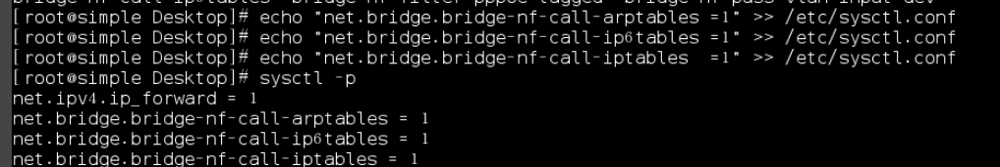 [root@simple Desktop]# echo "net.bridge.bridge-nf-call-arptables =1" >> /etc/sysctl.conf
[root@simple Desktop]# echo "net.bridge.bridge-nf-call-ip6tables =1" >> /etc/sysctl.conf
[root@simple Desktop]# echo "net.bridge.bridge-nf-call-iptables  =1" >> /etc/sysctl.conf
[root@simple Desktop]# sysctl -p
net.ipv4.ip_forward = 1
net.bridge.bridge-nf-call-arptables = 1
net.bridge.bridge-nf-call-ip6tables = 1
net.bridge.bridge-nf-call-iptables = 1